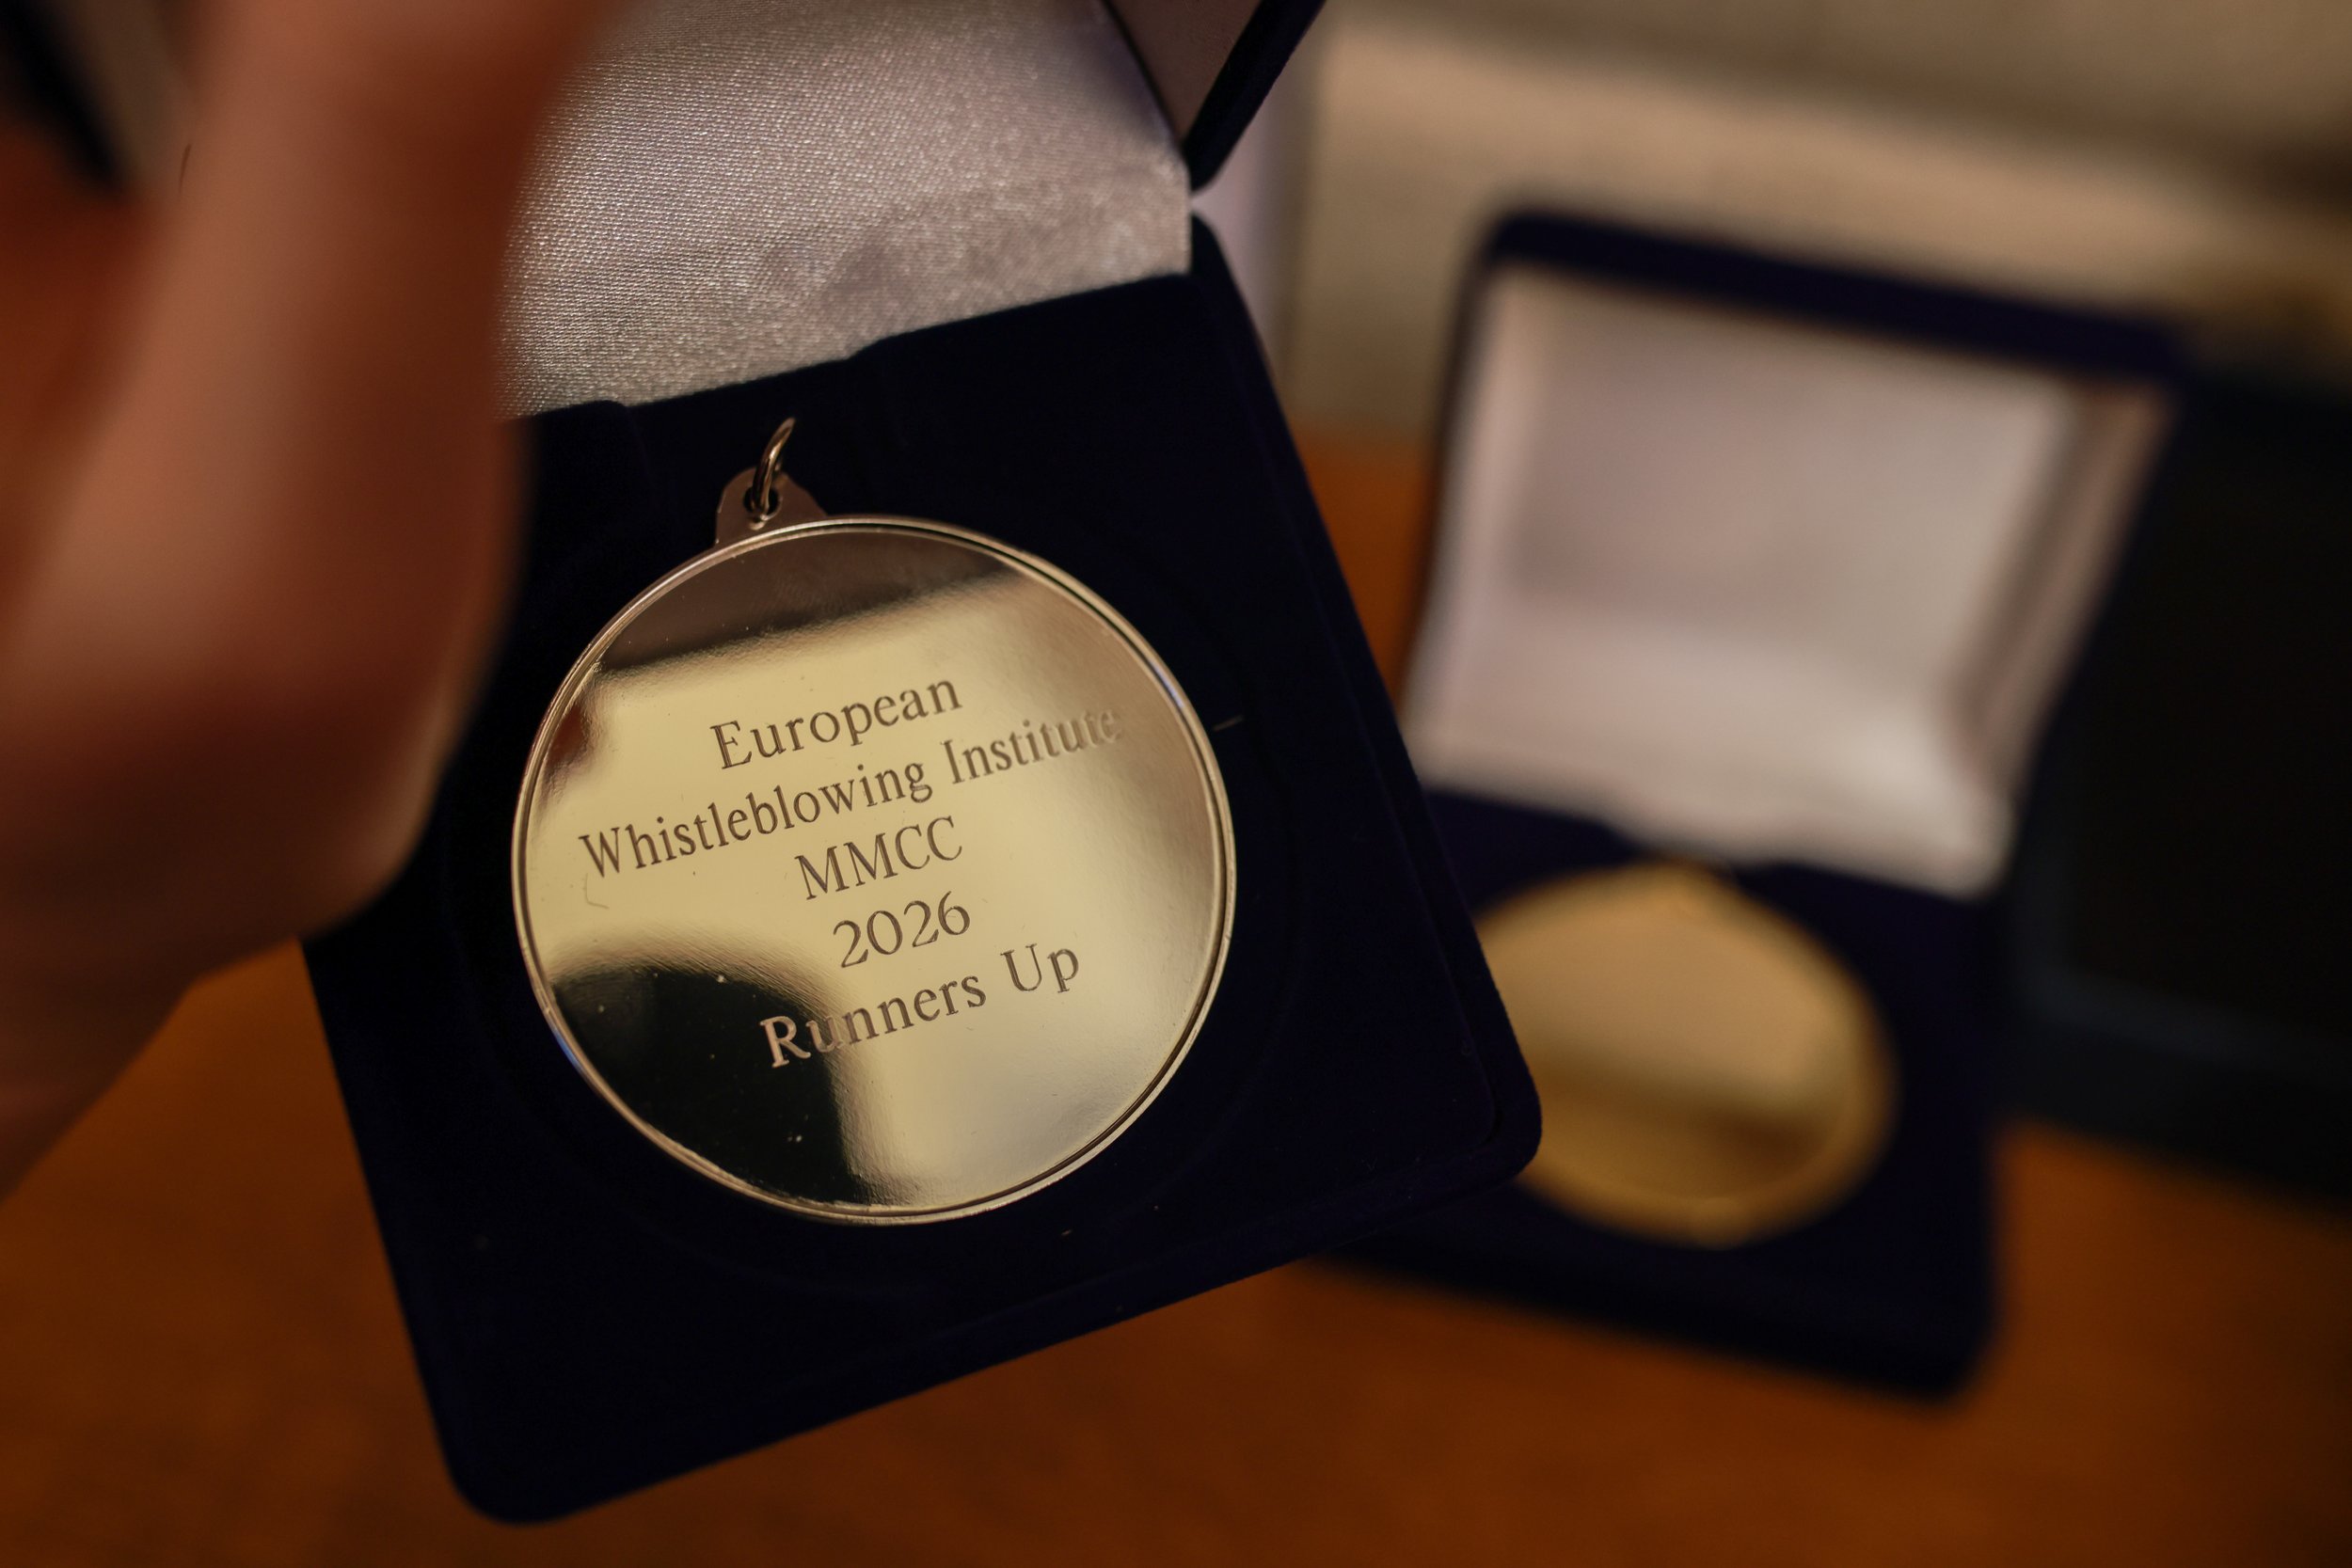 European
Whistleblowing Institute
MMCC
2026
Runners Up